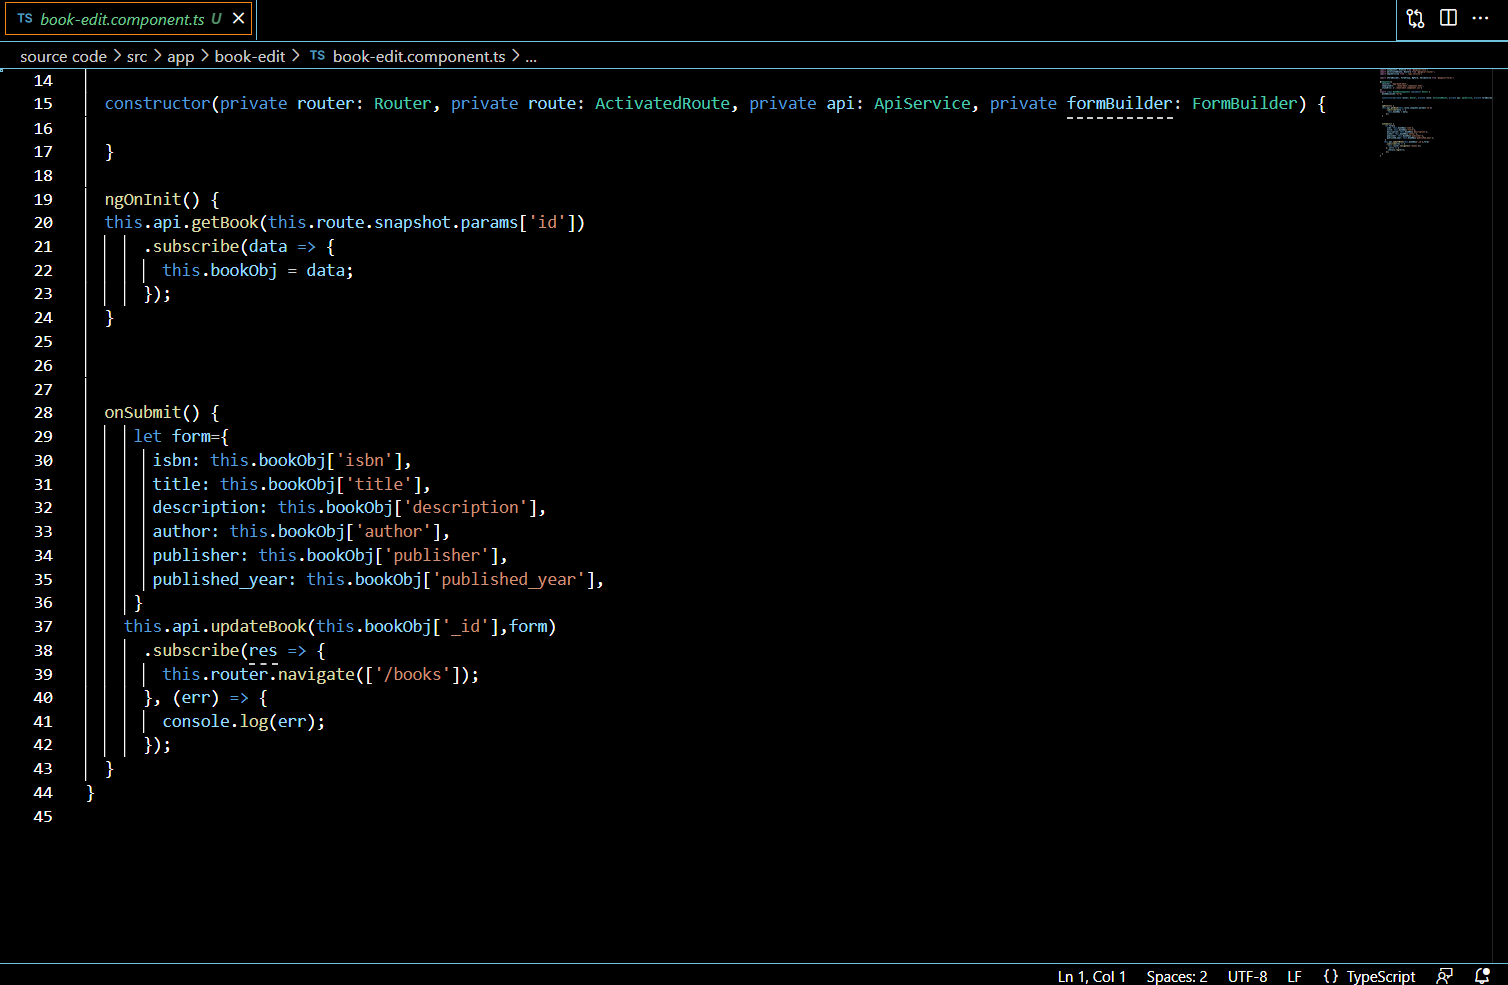 TS book-edit.component.ts U ×
source code > src > app > book-edit > TS book-edit.component.ts > ...
14
15 constructor(private router: Router, private route: ActivatedRoute, private api: ApiService, private formBuilder: FormBuilder) {
16
17 }
18
19 ngOnInit() {
20 this.api.getBook(this.route.snapshot.params['id'])
21 .subscribe(data => {
22 this.bookObj = data;
23 });
24 }
25
26
27
28 onSubmit() {
29 let form={
30 isbn: this.bookObj['isbn'],
31 title: this.bookObj['title'],
32 description: this.bookObj['description'],
33 author: this.bookObj['author'],
34 publisher: this.bookObj['publisher'],
35 published_year: this.bookObj['published_year'],
36 }
37 this.api.updateBook(this.bookObj['_id'],form)
38 .subscribe(res => {
39 this.router.navigate(['/books']);
40 }, (err) => {
41 console.log(err);
42 });
43 }
44 }
45
Ln 1, Col 1 Spaces: 2 UTF-8 LF {} TypeScript